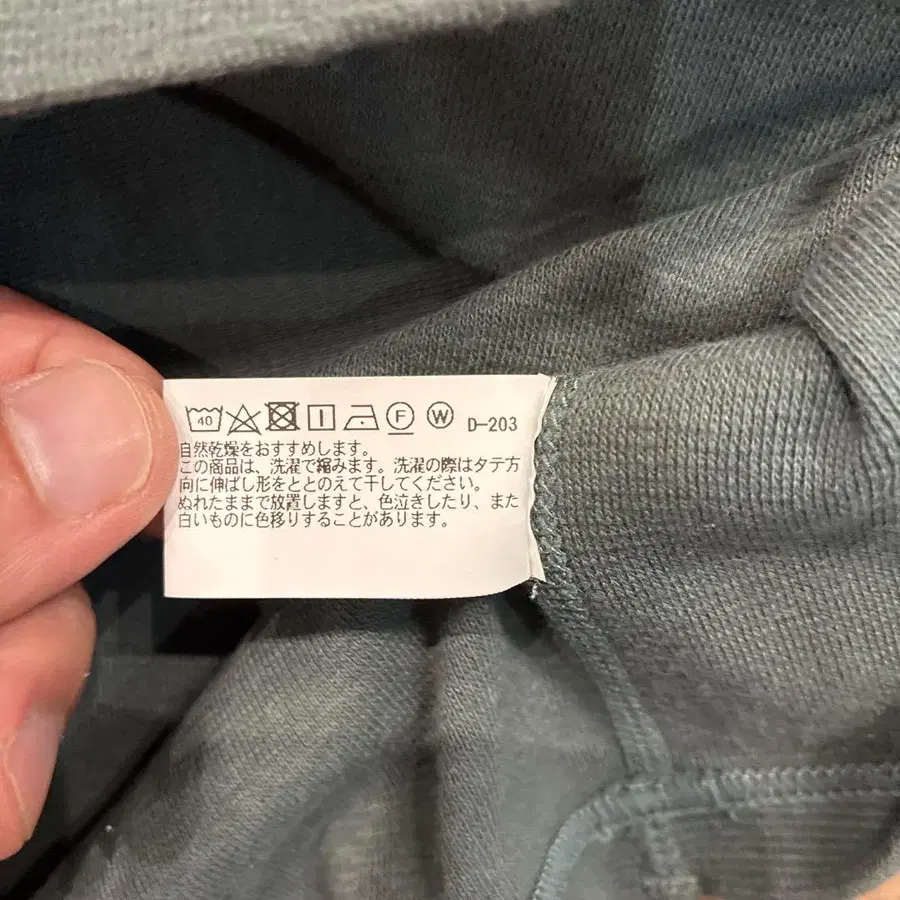 40 F W D-203
自然乾燥をおすすめします。
この商品は、洗濯で縮みます。洗濯の際はタテ方
向に伸ばし形をととのえて干してください。
ぬれたままで放置しますと、色泣きしたり、また
白いものに色移りすることがあります。